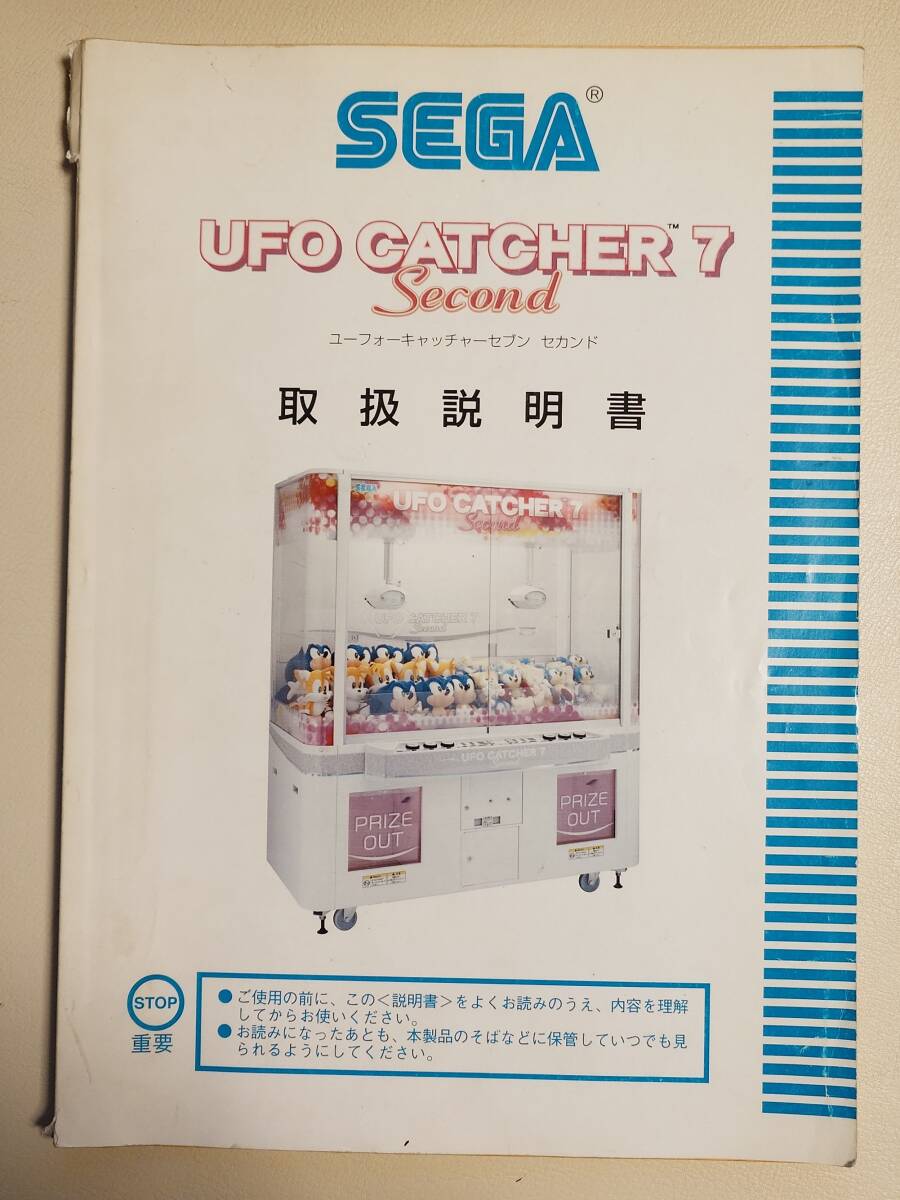 SEGA®
UFO CATCHER™ 7
Second
ユーフォーキャッチャーセブン セカンド
取扱説明書
SEGA
UFO CATCHER 7
Second
UFO CATCHER 7
Second
UFO CATCHER 7
PRIZE
OUT
PRIZE
OUT
STOP
重要
●ご使用の前に、この＜説明書＞をよくお読みのうえ、内容を理解
してからお使いください。
●お読みになったあとも、本製品のそばなどに保管していつでも見
られるようにしてください。